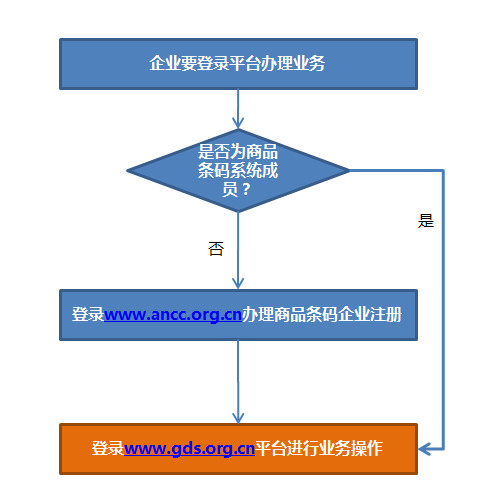 企业要登录平台办理业务
是否为商品
条码系统成
员？
是
否
登录www.ancc.org.cn办理商品条码企业注册
登录www.gds.org.cn平台进行业务操作